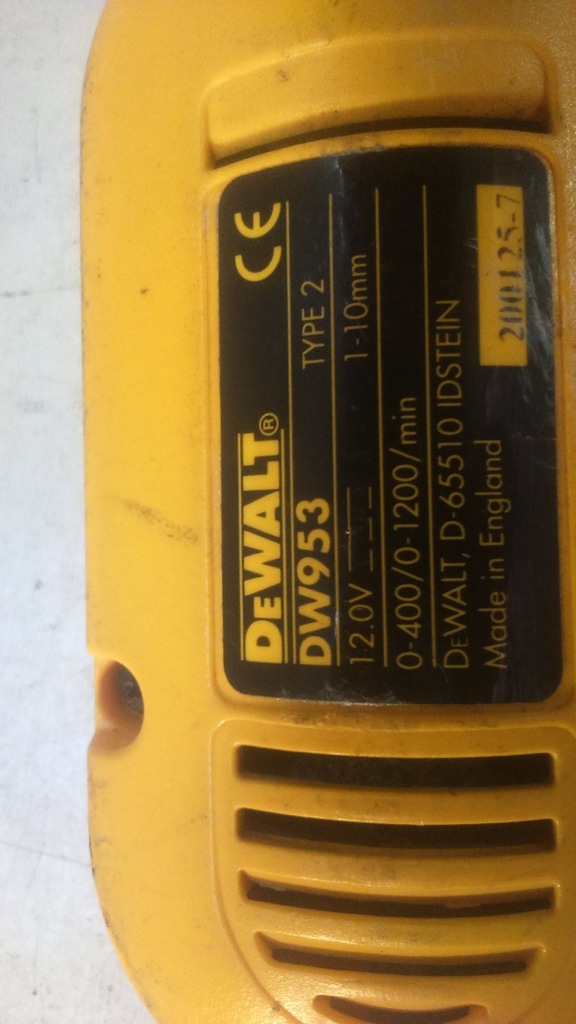 DEWALT® CE
DW953 TYPE 2
12.0V 1-10mm
0-400/0-1200/min
DEWALT, D-65510 IDSTEIN
Made in England 200125-7